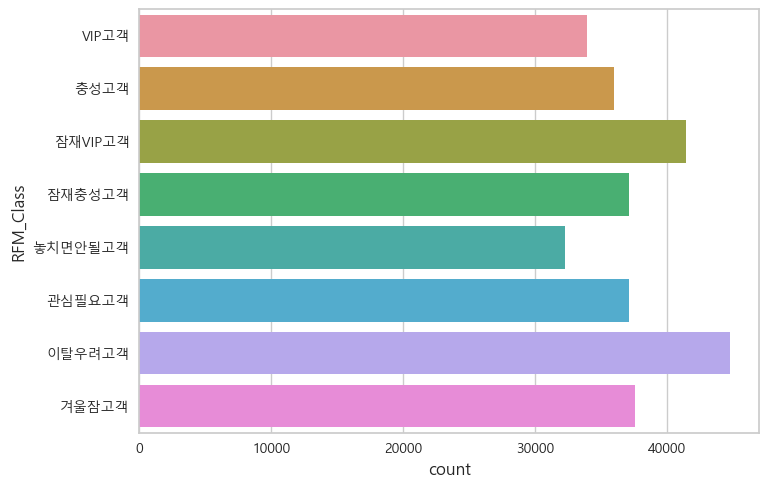 VIP고객
충성고객
잠재VIP고객
잠재충성고객
놓치면안될고객
관심필요고객
이탈우려고객
겨울잠고객
RFM_Class
0 10000 20000 30000 40000
count